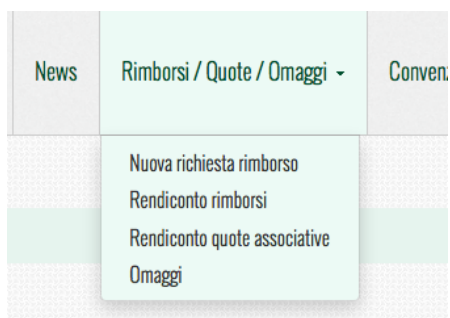 News Rimborsi / Quote / Omaggi
Nuova richiesta rimborso
Rendiconto rimborsi
Rendiconto quote associative
Omaggi